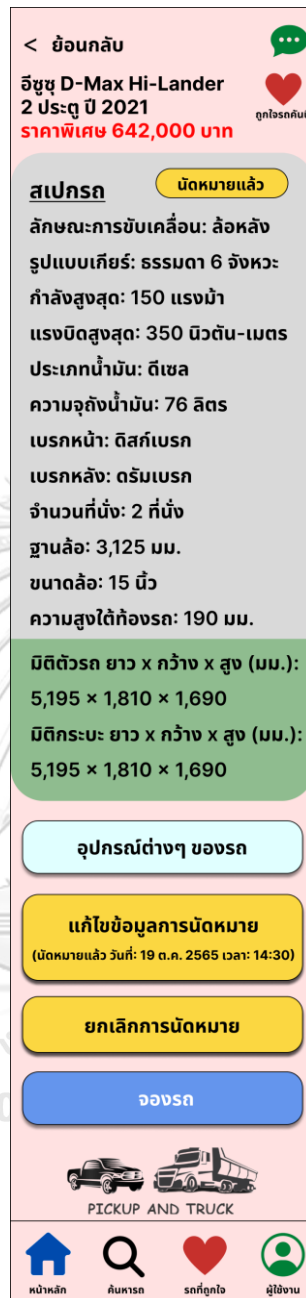 < ย้อนกลับ
อีซูซุ D-Max Hi-Lander
2 ประตู ปี 2021
ราคาพิเศษ 642,000 บาท
ถูกใจรถคันนี้
สเปกรถ
นัดหมายแล้ว
ลักษณะการขับเคลื่อน: ล้อหลัง
รูปแบบเกียร์: ธรรมดา 6 จังหวะ
กำลังสูงสุด: 150 แรงม้า
แรงบิดสูงสุด: 350 นิวตัน-เมตร
ประเภทน้ำมัน: ดีเซล
ความจุถังน้ำมัน: 76 ลิตร
เบรกหน้า: ดิสก์เบรก
เบรกหลัง: ดรัมเบรก
จำนวนที่นั่ง: 2 ที่นั่ง
ฐานล้อ: 3,125 มม.
ขนาดล้อ: 15 นิ้ว
ความสูงใต้ท้องรถ: 190 มม.
มิติตัวรถ ยาว x กว้าง x สูง (มม.):
5,195 × 1,810 × 1,690
มิติกระบะ ยาว x กว้าง x สูง (มม.):
5,195 × 1,810 × 1,690
อุปกรณ์ต่างๆ ของรถ
แก้ไขข้อมูลการนัดหมาย
(นัดหมายแล้ว วันที่: 19 ต.ค. 2565 เวลา: 14:30)
ยกเลิกการนัดหมาย
จองรถ
PICKUP AND TRUCK
หน้าหลัก
ค้นหารถ
รถที่ถูกใจ
ผู้ใช้งาน